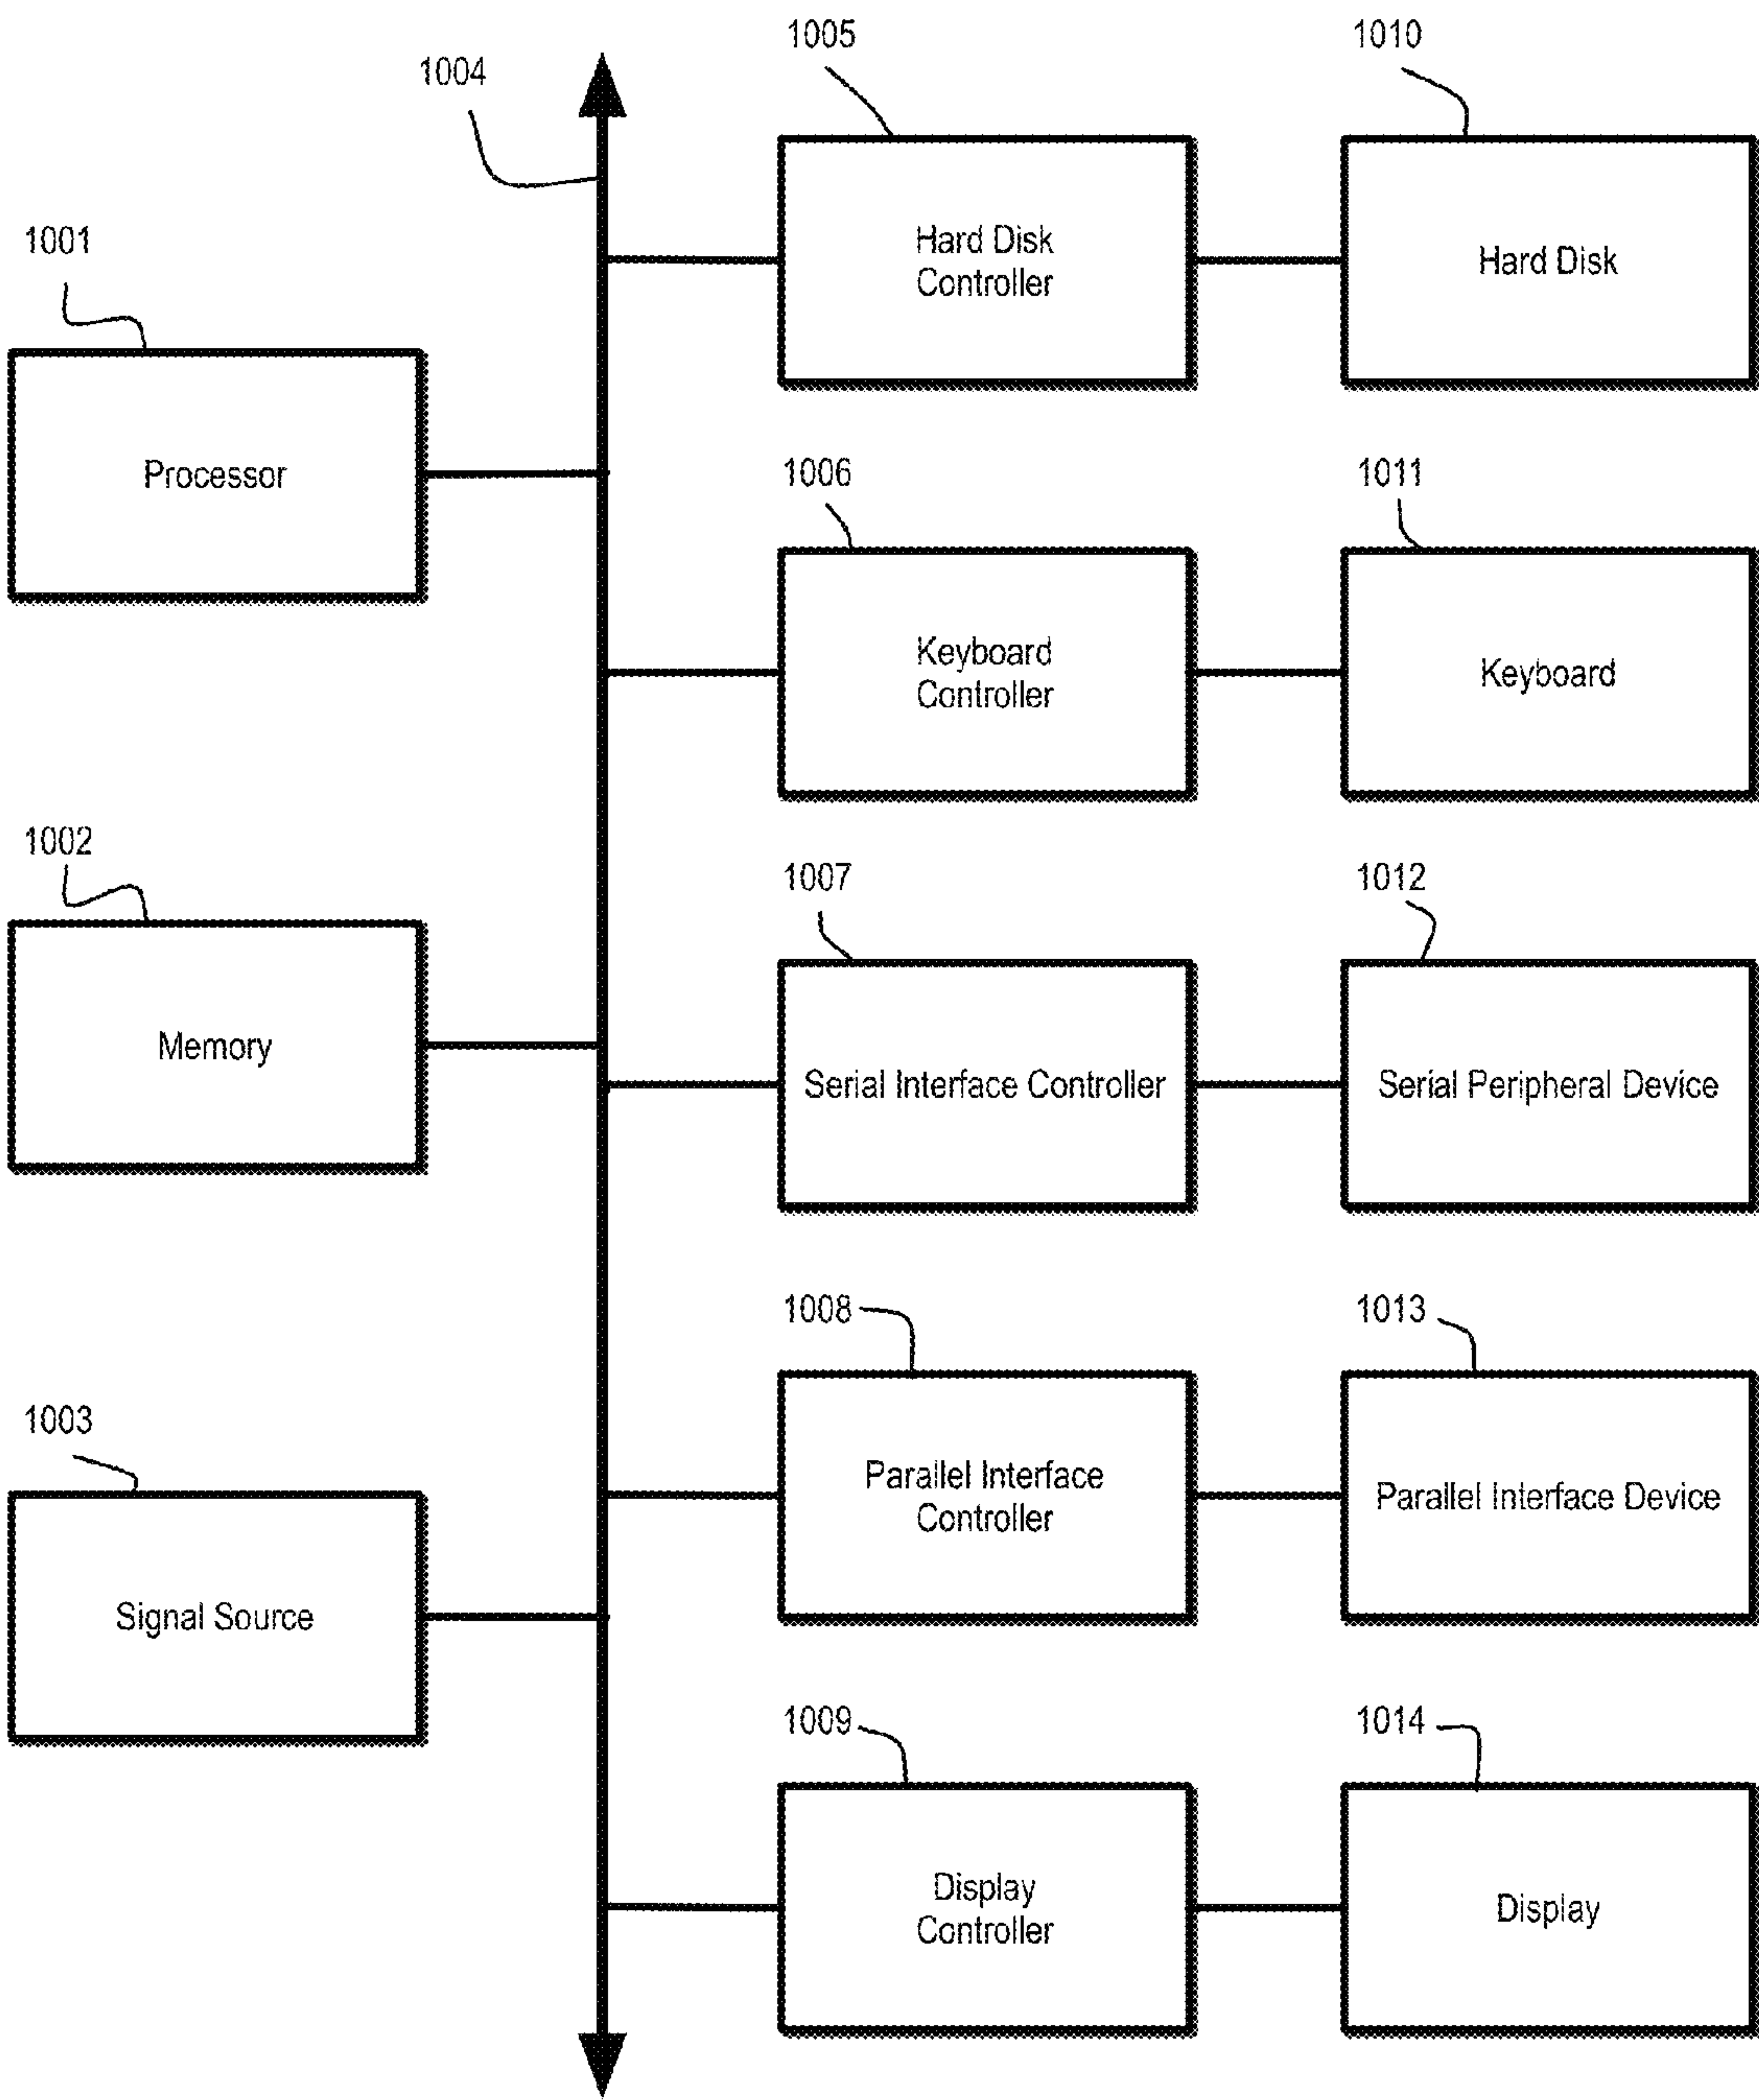 1004
1005
1010
1001
Hard Disk
Controller
Hard Disk
Processor
1006
1011
Keyboard
Controller
Keyboard
1002
1007
1012
Memory
Serial Interface Controller
Serial Peripheral Device
1003
1008
1013
Parallel Interface
Controller
Parallel Interface Device
Signal Source
1009
1014
Display
Controller
Display